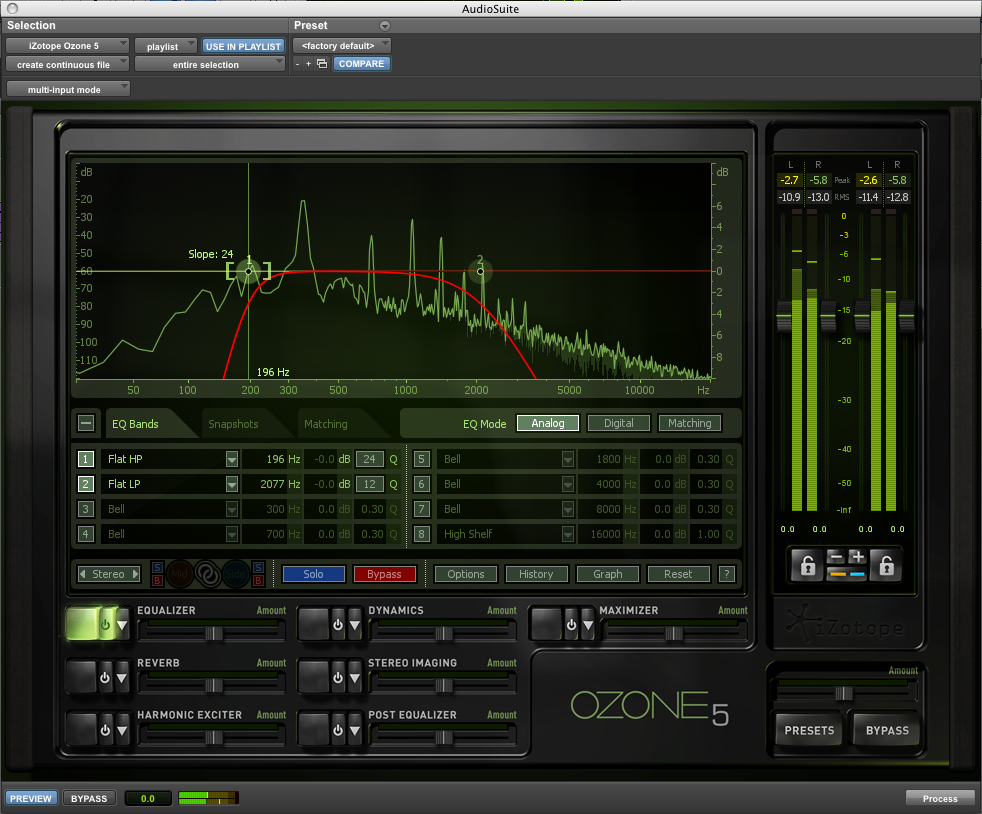 AudioSuite
Selection Preset
iZotope Ozone 5 playlist USE IN PLAYLIST <factory default>
create continuous file entire selection - + COMPARE
multi-input mode
L R L R
dB dB
-2.7 -5.8 Peak -2.6 -5.8
-10.9 -13.0 RMS -11.4 -12.8
-20 6
-30 4
-40 2
Slope: 24 1 2
-50
-60 0
-70 -2
-80 -4
-90
-100 -6
-110 -8
196 Hz
50 100 200 300 500 1000 2000 5000 10000 Hz
0
-3
-6
-10
-15
-20
-30
-40
-50
-Inf
0.0 0.0 0.0 0.0
EQ Bands Snapshots Matching EQ Mode Analog Digital Matching
1 Flat HP 196 Hz -0.0 dB 24 Q 5 Bell 1800 Hz 0.0 dB 0.30 Q
2 Flat LP 2077 Hz -0.0 dB 12 Q 6 Bell 4000 Hz 0.0 dB 0.30 Q
3 Bell 300 Hz 0.0 dB 0.30 Q 7 Bell 8000 Hz 0.0 dB 0.30 Q
4 Bell 700 Hz 0.0 dB 0.30 Q 8 High Shelf 16000 Hz 0.0 dB 1.00 Q
Stereo S B Mid S B Solo Bypass Options History Graph Reset ?
EQUALIZER Amount DYNAMICS Amount MAXIMIZER Amount
iZotope
REVERB Amount STEREO IMAGING Amount
Amount
HARMONIC EXCITER Amount POST EQUALIZER Amount
OZONE 5
PRESETS BYPASS
PREVIEW BYPASS 0.0 Process